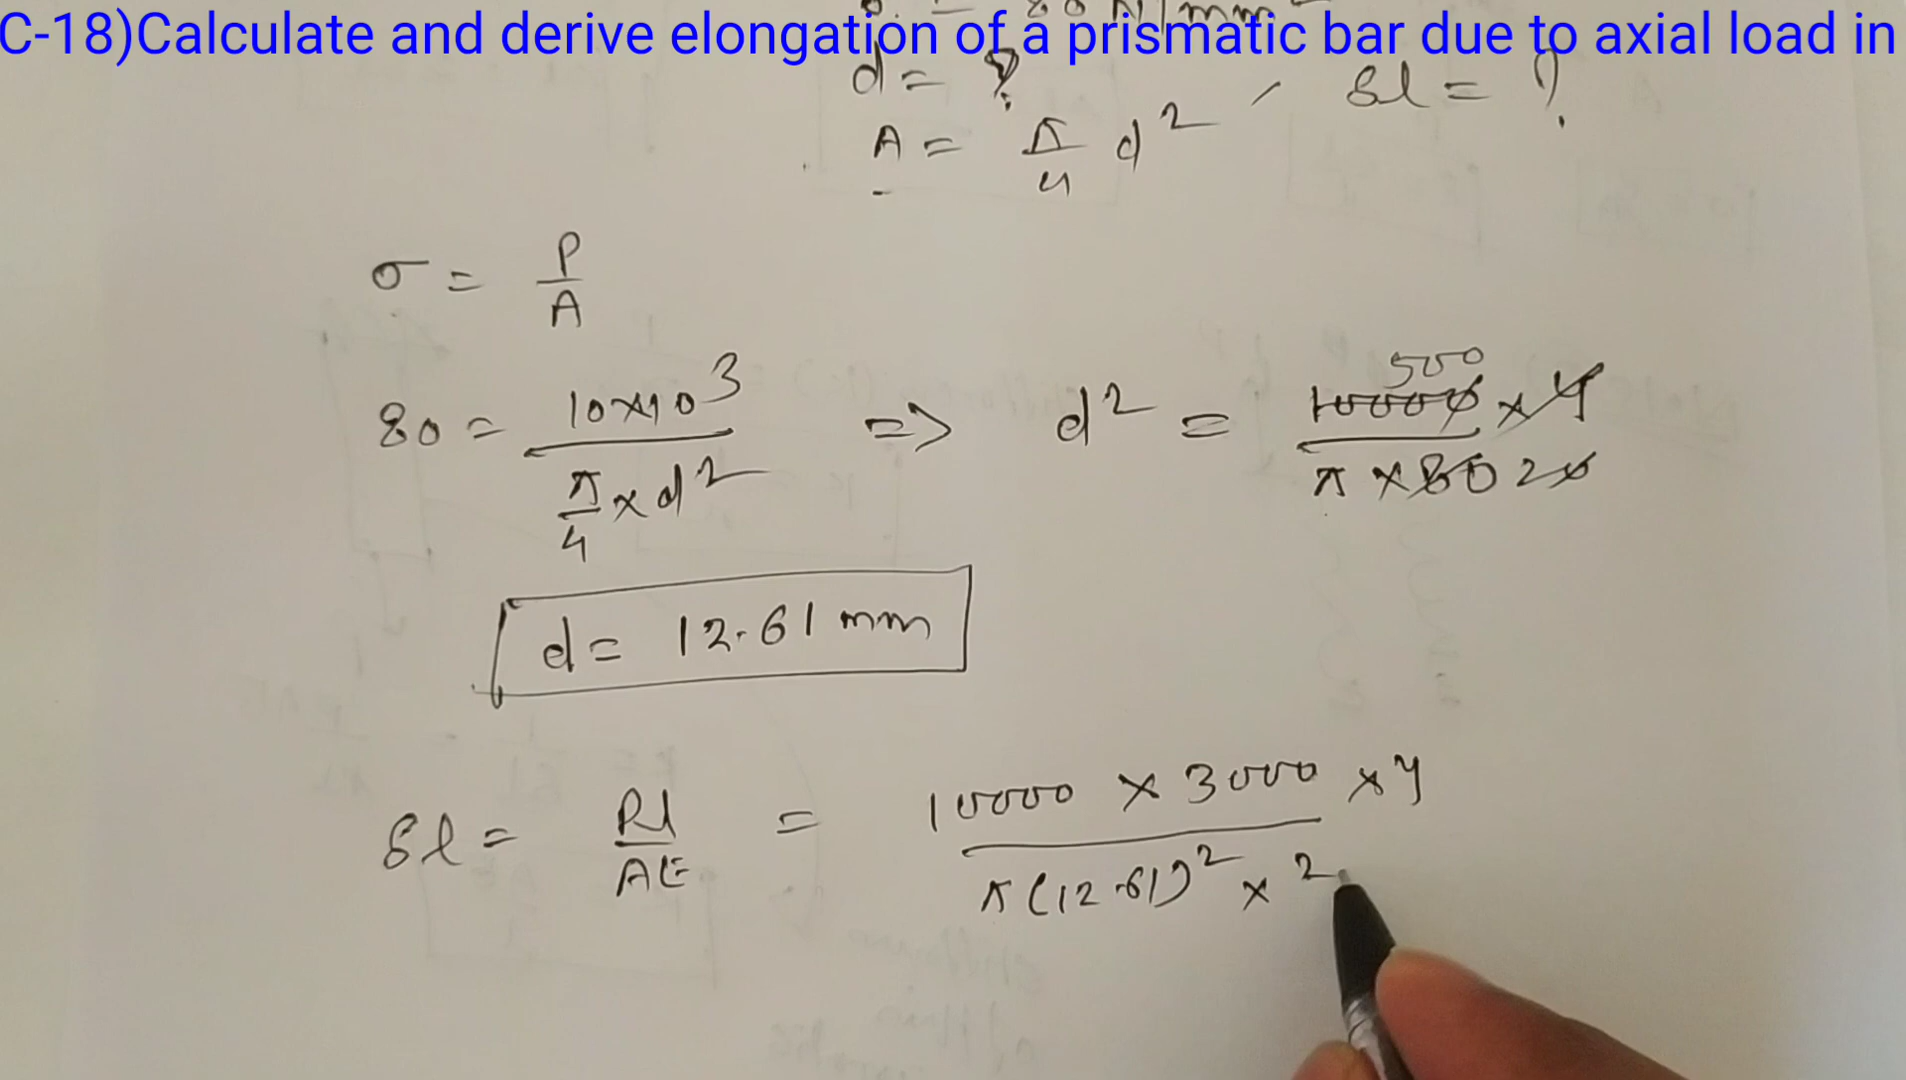 C-18)Calculate and derive elongation of a prismatic bar due to axial load in
d = ? , δl = ?
A = π/4 d²
σ = P/A
80 = 10×10³ / π/4 × d² => d² = 500 10000 × 4 / π × 80 20
d = 12.61 mm
δl = Pl/AE = 10000 × 3000 × 4 / π(12.61)² × 2